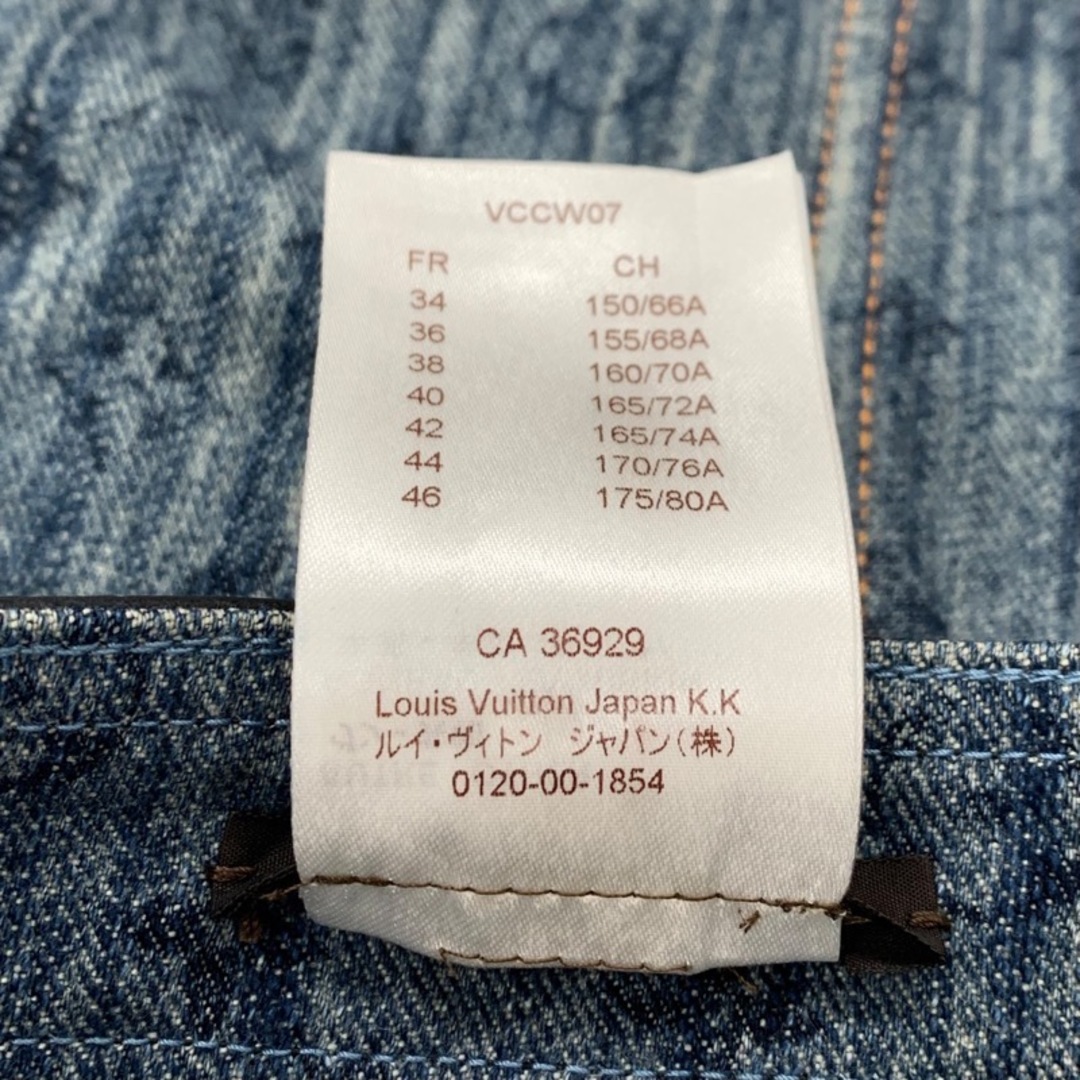 VCCW07
FR CH
34 150/66A
36 155/68A
38 160/70A
40 165/72A
42 165/74A
44 170/76A
46 175/80A
CA 36929
Louis Vuitton Japan K.K
ルイ・ヴィトン ジャパン(株)
0120-00-1854